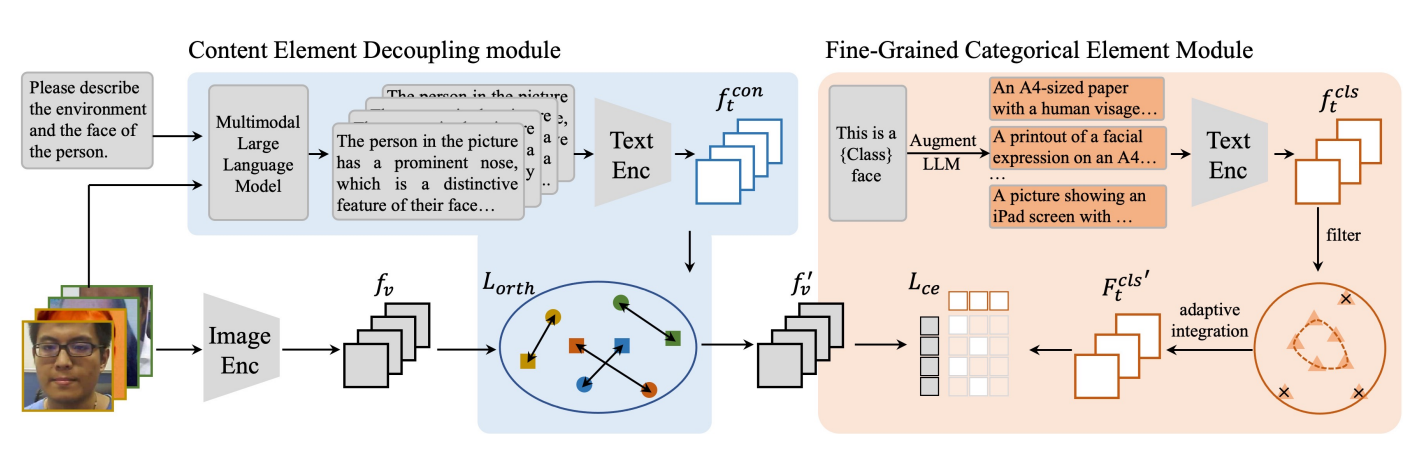 Content Element Decoupling module
Fine-Grained Categorical Element Module
Please describe
the environment
and the face of
the person.
Multimodal
Large
Language
Model
The person in the picture
The person in the picture
has a prominent nose,
which is a distinctive
feature of their face…
re
e,
a
re
a
a
y
..
Text
Enc
f_t^{con}
This is a
{Class}
face
Augment
LLM
An A4-sized paper
with a human visage…
A printout of a facial
expression on an A4…
…
A picture showing an
iPad screen with …
Text
Enc
f_t^{cls}
filter
Image
Enc
f_v
L_{orth}
f_v'
L_{ce}
F_t^{cls'}
adaptive
integration